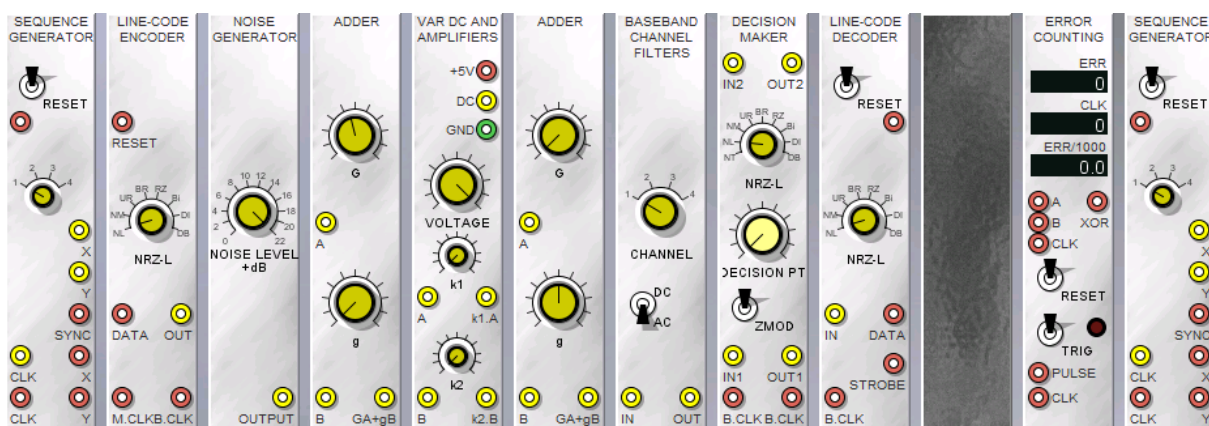 SEQUENCE
GENERATOR
RESET
1 2 3 4
X
Y
SYNC
CLK X
CLK Y
LINE-CODE
ENCODER
RESET
NL NM UR BR RZ Bi DI DB
NRZ-L
DATA OUT
M.CLK B.CLK
NOISE
GENERATOR
0 2 4 6 8 10 12 14 16 18 20 22
NOISE LEVEL
+dB
OUTPUT
ADDER
G
A
g
B GA+gB
VAR DC AND
AMPLIFIERS
+5V
DC
GND
VOLTAGE
k1
A k1.A
k2
B k2.B
ADDER
G
A
g
B GA+gB
BASEBAND
CHANNEL
FILTERS
1 2 3 4
CHANNEL
DC
AC
IN OUT
DECISION
MAKER
IN2 OUT2
NT NL NM UR BR RZ Bi DI DB
NRZ-L
DECISION PT
ZMOD
IN1 OUT1
B.CLK B.CLK
LINE-CODE
DECODER
RESET
NL NM UR BR RZ Bi DI DB
NRZ-L
IN DATA
STROBE
B.CLK
ERROR
COUNTING
ERR
0
CLK
0
ERR/1000
0.0
A
B XOR
CLK
RESET
TRIG
PULSE
CLK
SEQUENCE
GENERATOR
RESET
1 2 3 4
X
Y
SYNC
CLK X
CLK Y